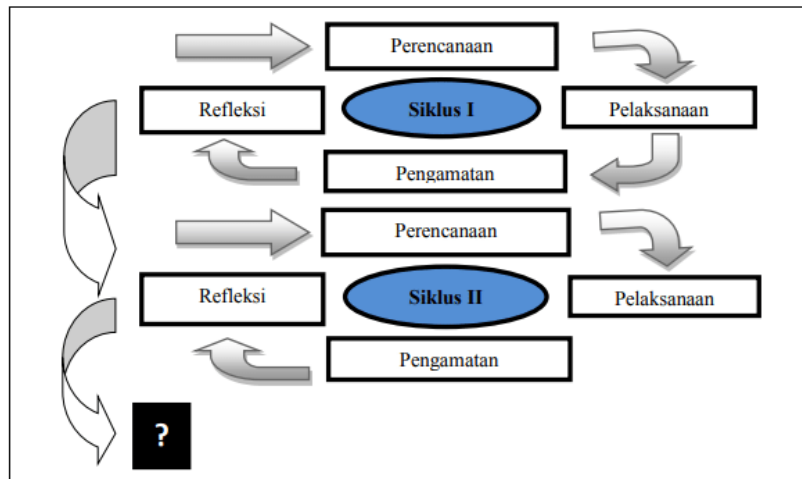 Perencanaan
Refleksi
Siklus I
Pelaksanaan
Pengamatan
Perencanaan
Refleksi
Siklus II
Pelaksanaan
Pengamatan
?